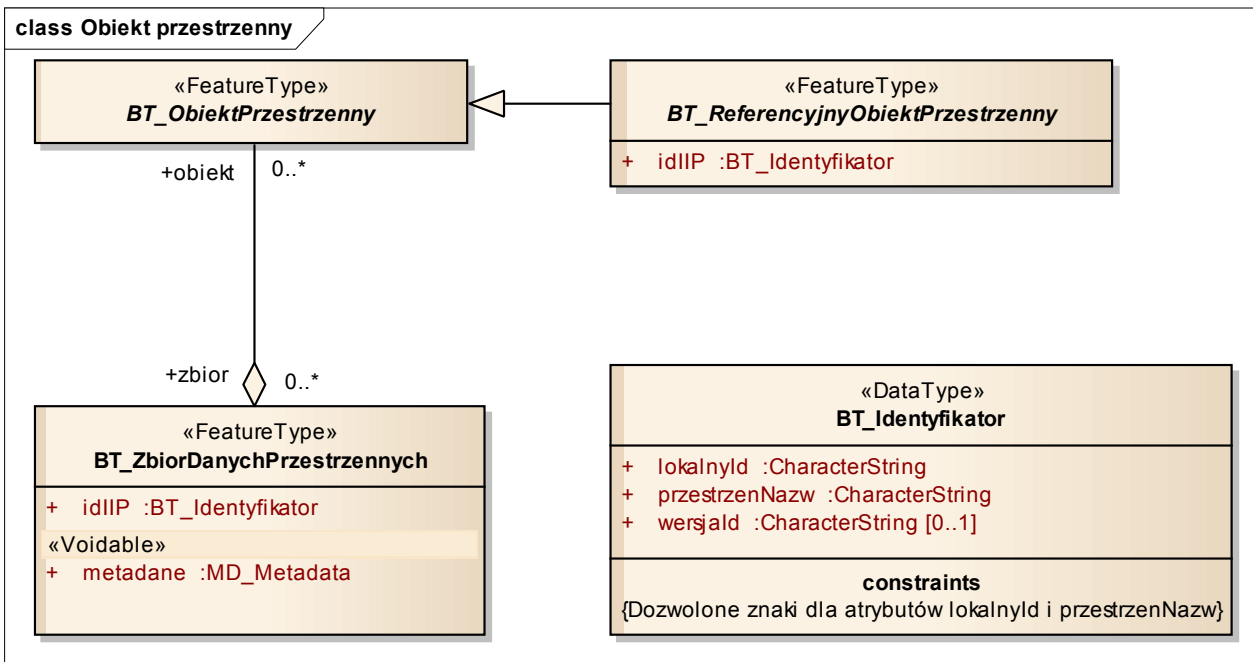 class Obiekt przestrzenny
«FeatureType»
BT_ObiektPrzestrzenny
«FeatureType»
BT_ReferencyjnyObiektPrzestrzenny
+ idIIP :BT_Identyfikator
+obiekt 0..*
+zbior 0..*
«FeatureType»
BT_ZbiorDanychPrzestrzennych
+ idIIP :BT_Identyfikator
«Voidable»
+ metadane :MD_Metadata
«DataType»
BT_Identyfikator
+ lokalnyId :CharacterString
+ przestrzenNazw :CharacterString
+ wersjaId :CharacterString [0..1]
constraints
{Dozwolone znaki dla atrybutów lokalnyId i przestrzenNazw}